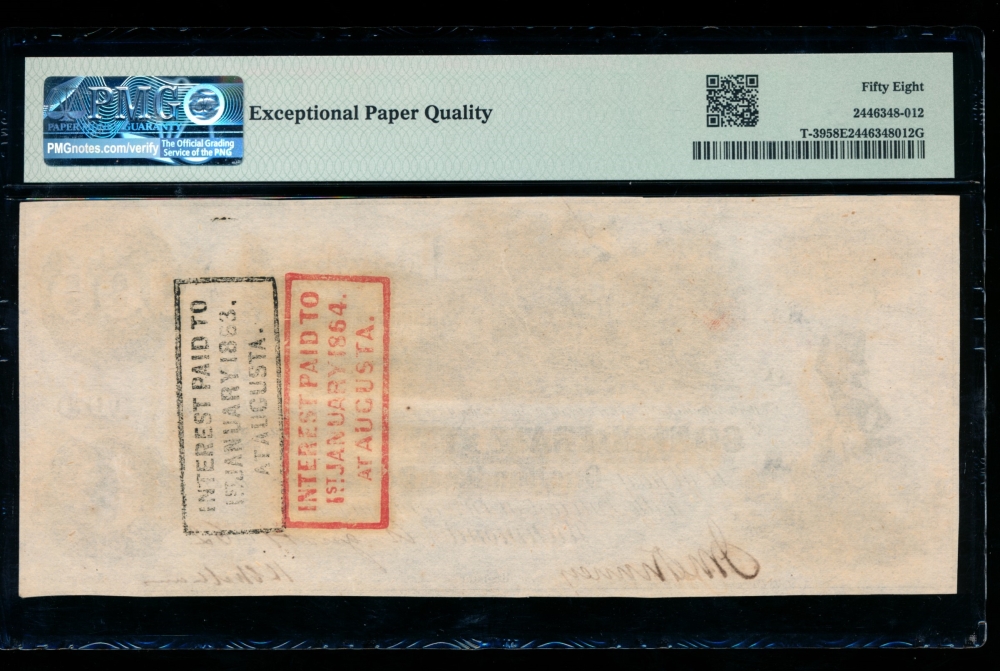 PMG
PAPER MONEY GUARANTY
PMGnotes.com/verify
The Official Grading
Service of the PNG
Exceptional Paper Quality
Fifty Eight
2446348-012
T-3958E2446348012G
INTEREST PAID TO
1ST JANUARY 1863.
AT AUGUSTA.
INTEREST PAID TO
1ST JANUARY 1864.
AT AUGUSTA.